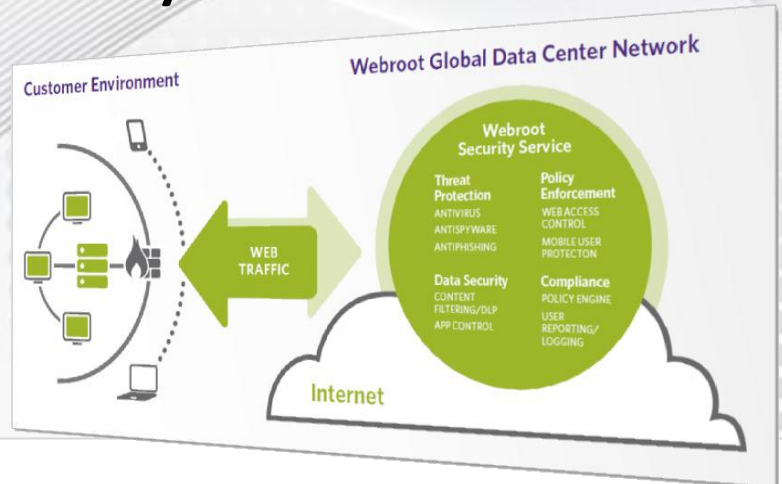 Customer Environment
Webroot Global Data Center Network
WEB
TRAFFIC
Webroot
Security Service
Threat
Protection
ANTIVIRUS
ANTISPYWARE
ANTIPHISHING
Policy
Enforcement
WEB ACCESS
CONTROL
MOBILE USER
PROTECTON
Data Security
CONTENT
FILTERING/DLP
APP CONTROL
Compliance
POLICY ENGINE
USER
REPORTING/
LOGGING
Internet